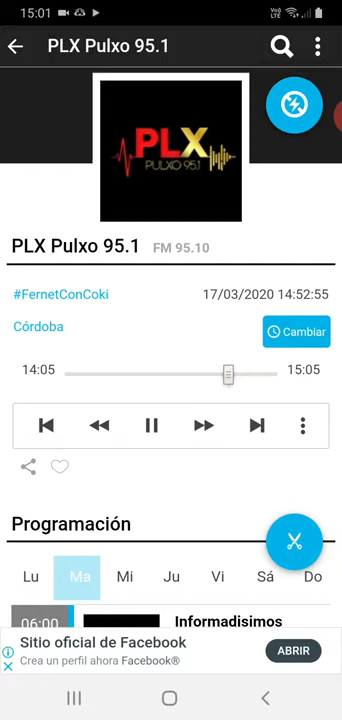 15:01
Vo)) LTE
PLX Pulxo 95.1
PLX
PULXO 95.1
PLX Pulxo 95.1 FM 95.10
#FernetConCoki 17/03/2020 14:52:55
Córdoba
Cambiar
14:05 15:05
Programación
Lu Ma Mi Ju Vi Sá Do
06:00 Informadisimos
Sitio oficial de Facebook
Crea un perfil ahora Facebook®
ABRIR